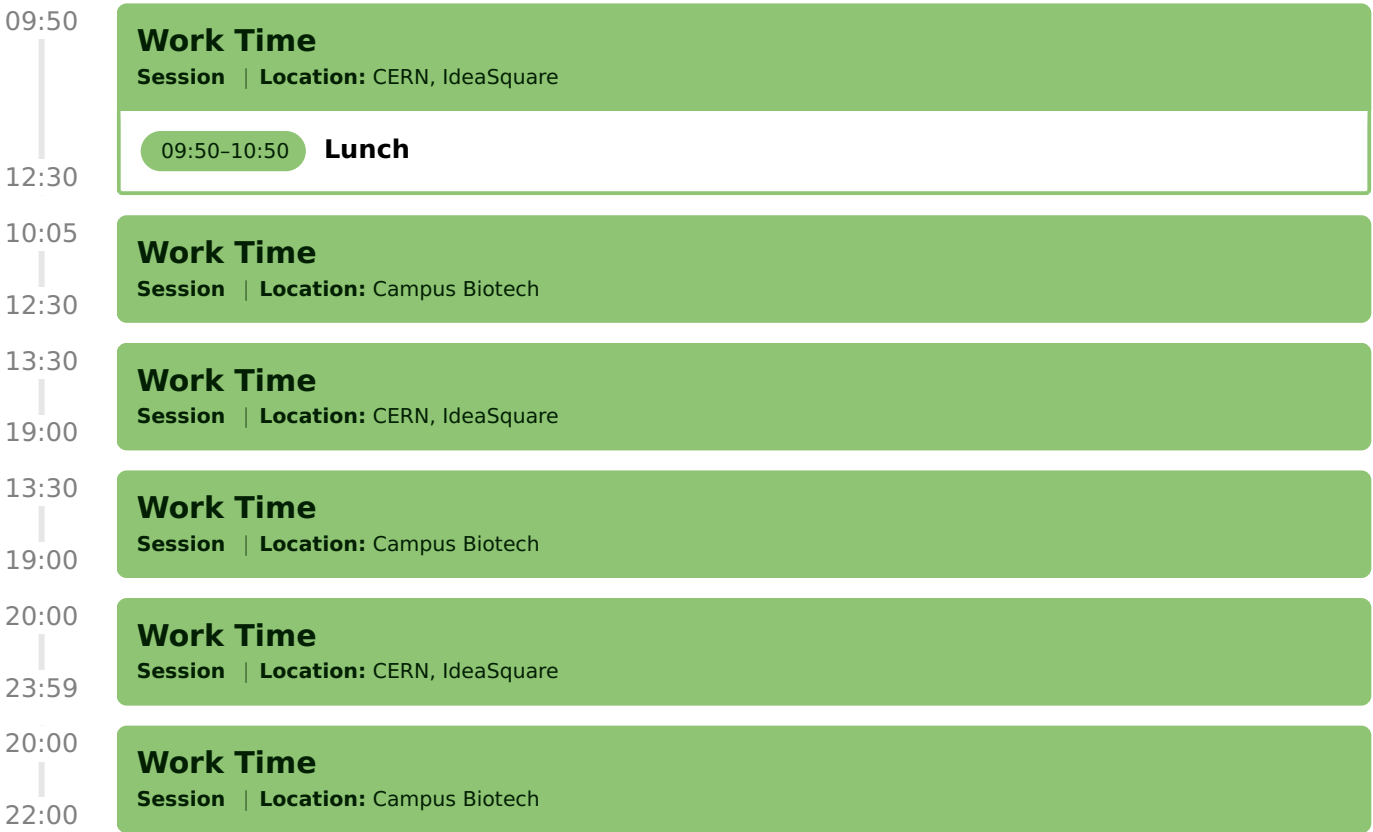 09:50
12:30
Work Time
Session | Location: CERN, IdeaSquare
09:50–10:50 Lunch
10:05
12:30
Work Time
Session | Location: Campus Biotech
13:30
19:00
Work Time
Session | Location: CERN, IdeaSquare
13:30
19:00
Work Time
Session | Location: Campus Biotech
20:00
23:59
Work Time
Session | Location: CERN, IdeaSquare
20:00
22:00
Work Time
Session | Location: Campus Biotech